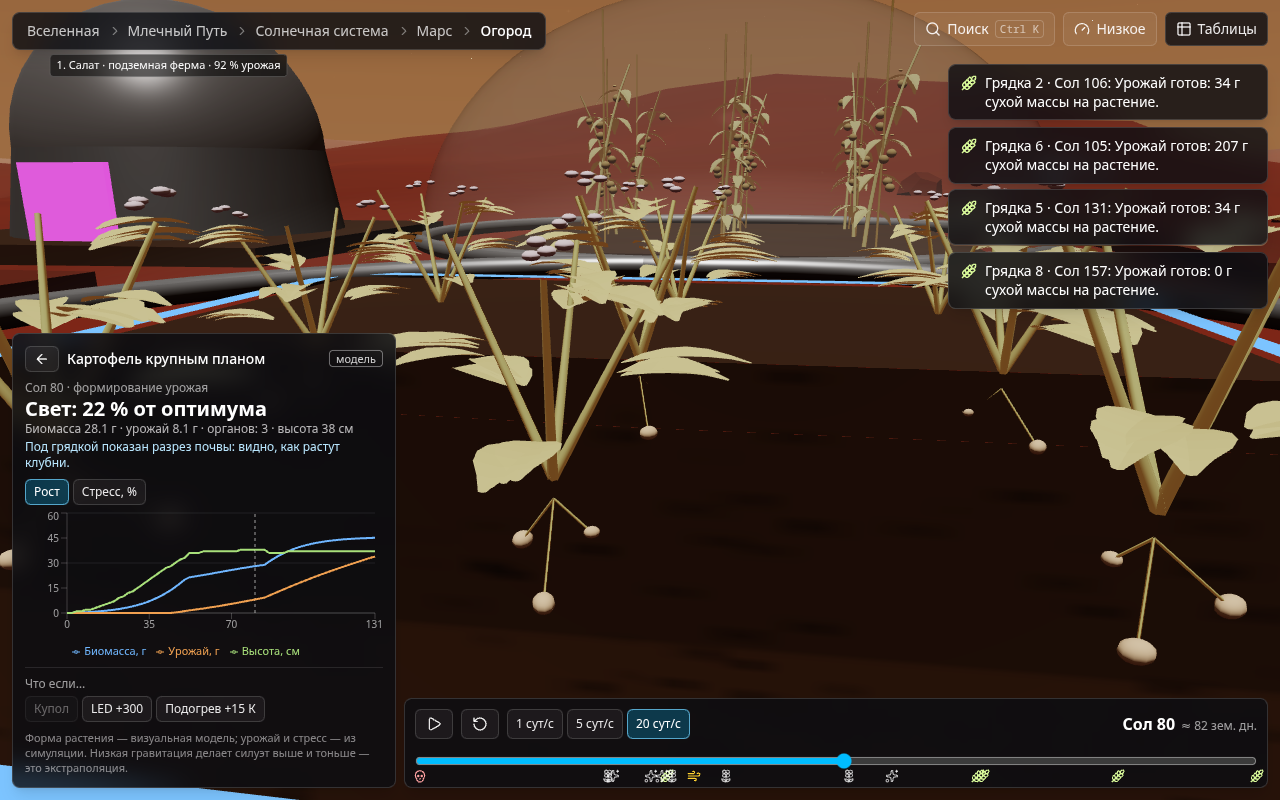 Вселенная
Млечный Путь
Солнечная система
Марс
Огород
Поиск Ctrl K
Низкое
Таблицы
1. Салат · подземная ферма · 92 % урожая
Грядка 2 · Сол 106: Урожай готов: 34 г
сухой массы на растение.
Грядка 6 · Сол 105: Урожай готов: 207 г
сухой массы на растение.
Грядка 5 · Сол 131: Урожай готов: 34 г
сухой массы на растение.
Грядка 8 · Сол 157: Урожай готов: 0 г
сухой массы на растение.
Картофель крупным планом
модель
Сол 80 · формирование урожая
Свет: 22 % от оптимума
Биомасса 28.1 г · урожай 8.1 г · органов: 3 · высота 38 см
Под грядкой показан разрез почвы: видно, как растут
клубни.
Рост
Стресс, %
60
45
30
15
0
0 35 70 131
Биомасса, г Урожай, г Высота, см
Что если...
Купол
LED +300
Подогрев +15 К
Форма растения — визуальная модель; урожай и стресс — из
симуляции. Низкая гравитация делает силуэт выше и тоньше —
это экстраполяция.
1 сут/с
5 сут/с
20 сут/с
Сол 80 ≈ 82 зем. дн.